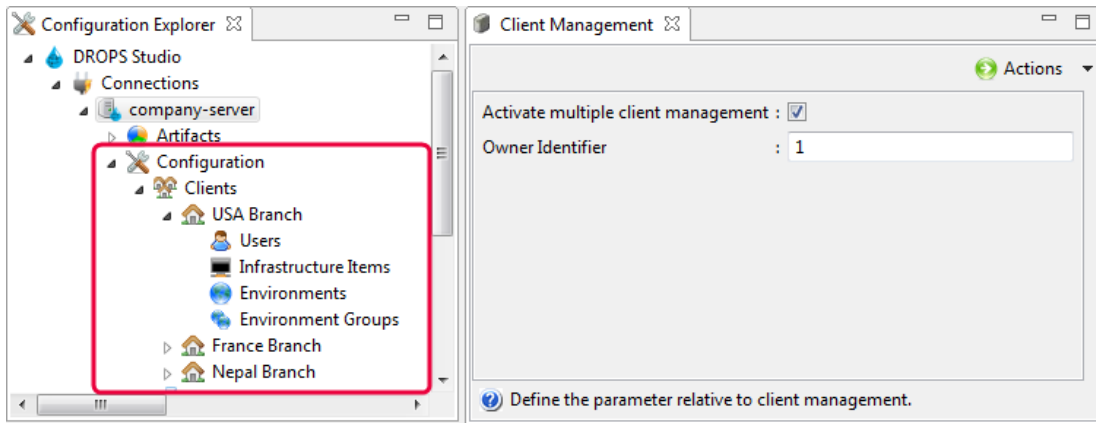 Configuration Explorer
DROPS Studio
Connections
company-server
Artifacts
Configuration
Clients
USA Branch
Users
Infrastructure Items
Environments
Environment Groups
France Branch
Nepal Branch
Client Management
Actions
Activate multiple client management :
Owner Identifier : 1
Define the parameter relative to client management.